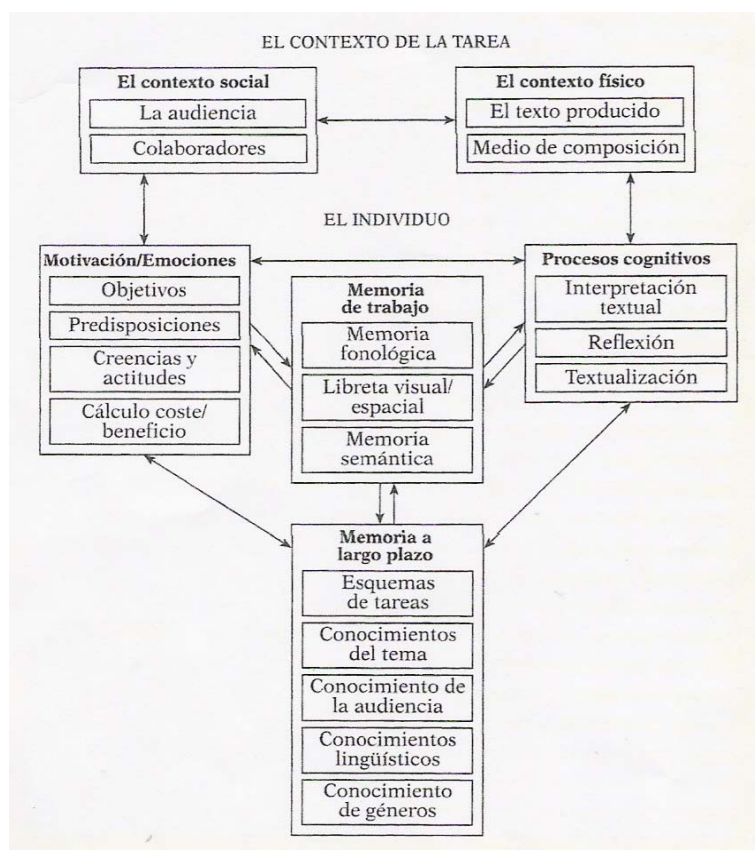 EL CONTEXTO DE LA TAREA
El contexto social
La audiencia
Colaboradores
El contexto físico
El texto producido
Medio de composición
EL INDIVIDUO
Motivación/Emociones
Objetivos
Predisposiciones
Creencias y
actitudes
Cálculo coste/
beneficio
Memoria
de trabajo
Memoria
fonológica
Libreta visual/
espacial
Memoria
semántica
Procesos cognitivos
Interpretación
textual
Reflexión
Textualización
Memoria a
largo plazo
Esquemas
de tareas
Conocimientos
del tema
Conocimiento de
la audiencia
Conocimientos
lingüísticos
Conocimiento
de géneros